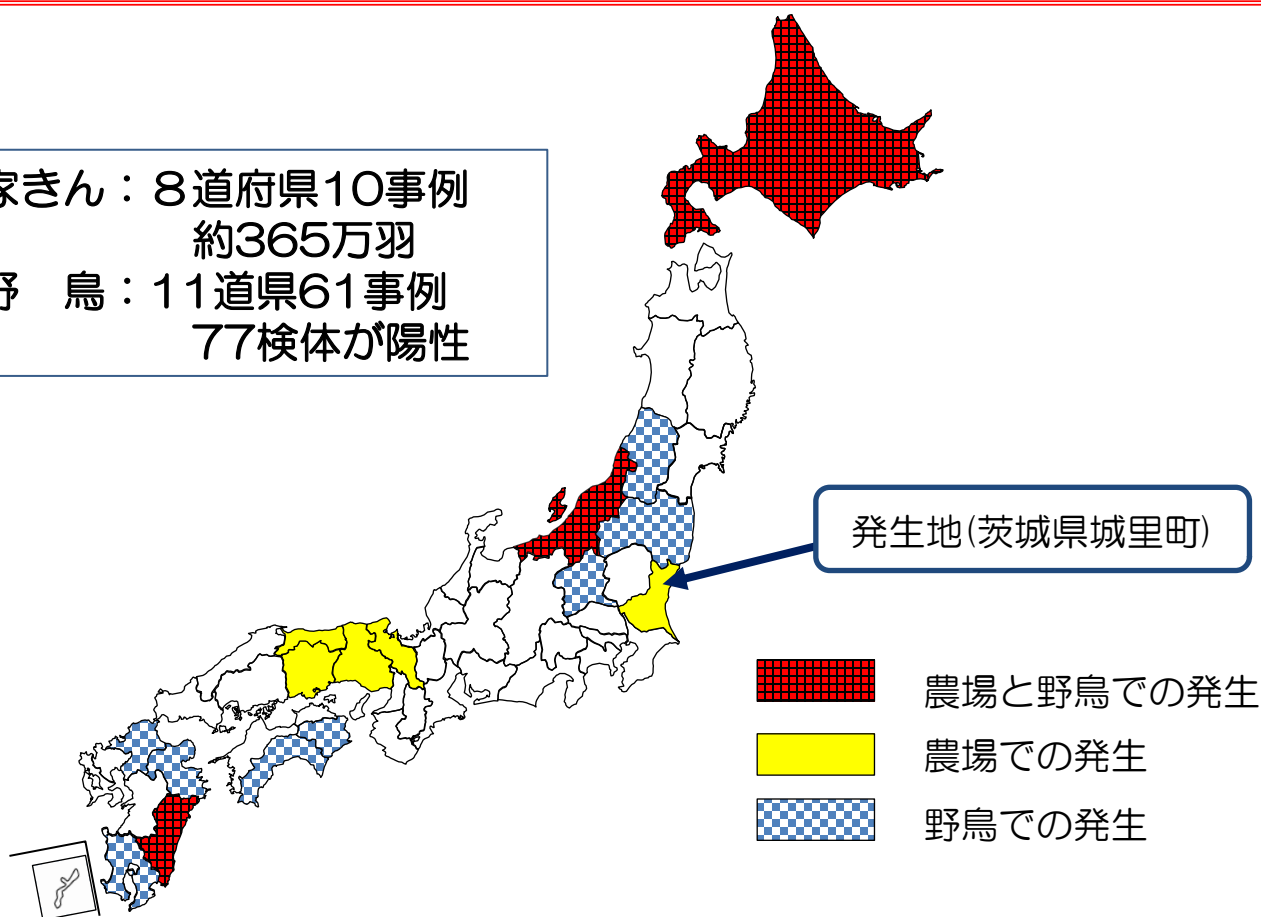 家きん：８道府県10事例
約365万羽
野　鳥：11道県61事例
77検体が陽性
発生地(茨城県城里町)
農場と野鳥での発生
農場での発生
野鳥での発生